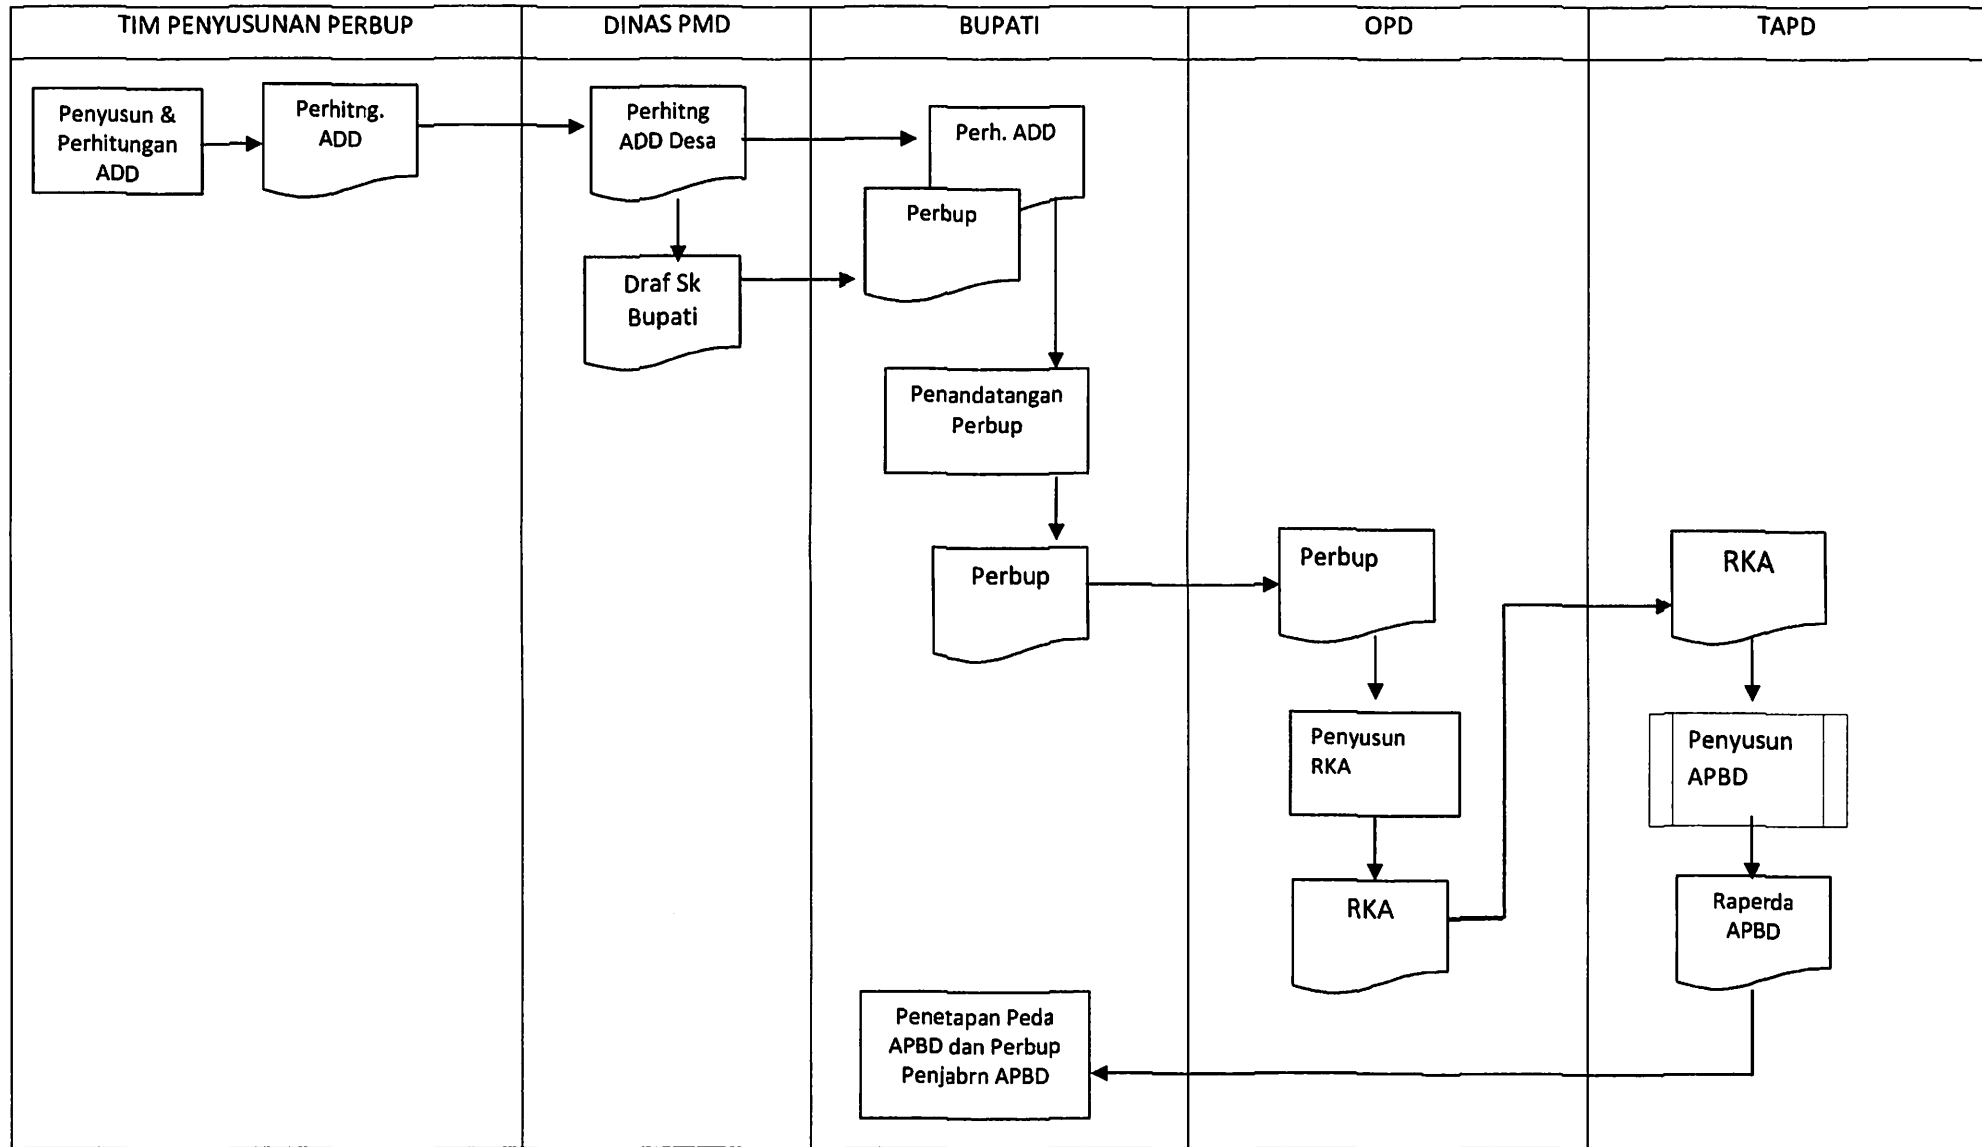 TIM PENYUSUNAN PERBUP
DINAS PMD
BUPATI
OPD
TAPD
Penyusun &
Perhitungan
ADD
Perhitng.
ADD
Perhitng
ADD Desa
Perh. ADD
Perbup
Draf Sk
Bupati
Penandatangan
Perbup
Perbup
Perbup
RKA
Penyusun
RKA
Penyusun
APBD
RKA
Raperda
APBD
Penetapan Peda
APBD dan Perbup
Penjabrn APBD